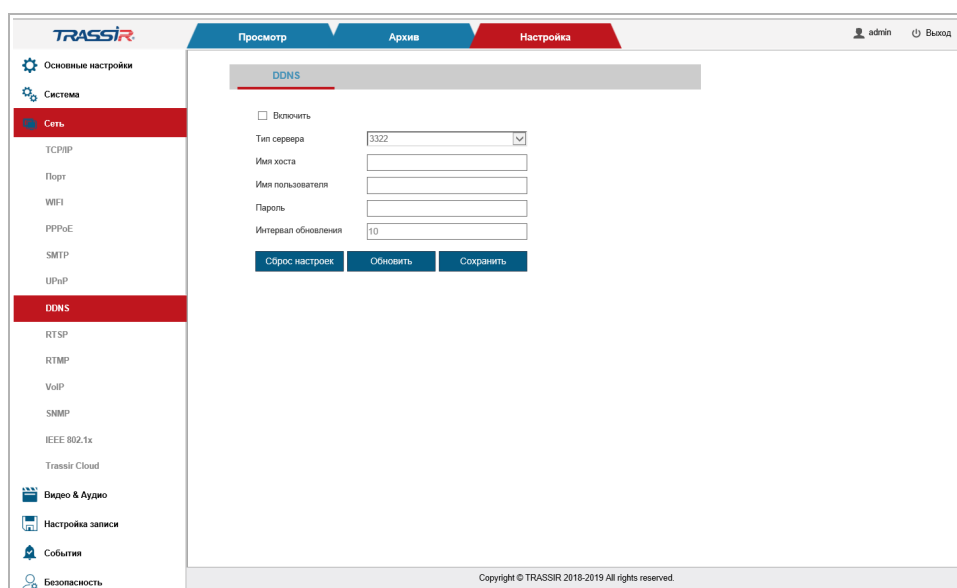 TRASSIR
Просмотр
Архив
Настройка
admin
Выход
Основные настройки
Система
Сеть
TCP/IP
Порт
WIFI
PPPoE
SMTP
UPnP
DDNS
RTSP
RTMP
VoIP
SNMP
IEEE 802.1x
Trassir Cloud
Видео & Аудио
Настройка записи
События
Безопасность
DDNS
Включить
Тип сервера 3322
Имя хоста
Имя пользователя
Пароль
Интервал обновления 10
Сброс настроек Обновить Сохранить
Copyright © TRASSIR 2018-2019 All rights reserved.